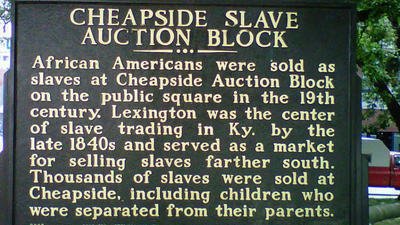 CHEAPSIDE SLAVE
AUCTION BLOCK
African Americans were sold as
slaves at Cheapside Auction Block
on the public square in the 19th
century. Lexington was the center
of slave trading in Ky. by the
late 1840s and served as a market
for selling slaves farther south.
Thousands of slaves were sold at
Cheapside, including children who
were separated from their parents.